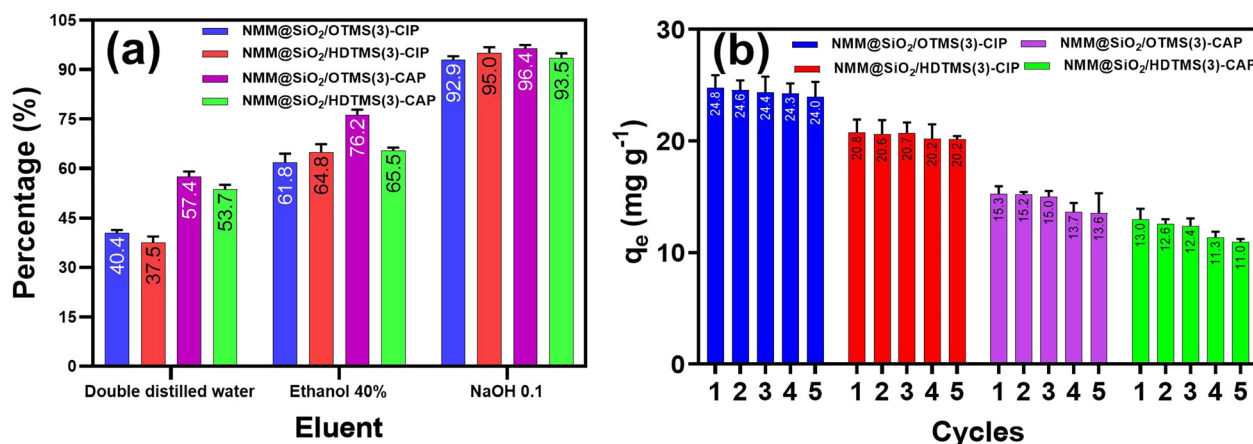 (a)
NMM@SiO₂/OTMS(3)-CIP
NMM@SiO₂/HDTMS(3)-CIP
NMM@SiO₂/OTMS(3)-CAP
NMM@SiO₂/HDTMS(3)-CAP
Percentage (%)
105
90
75
60
45
30
15
0
40.4
37.5
57.4
53.7
61.8
64.8
76.2
65.5
92.9
95.0
96.4
93.5
Double distilled water
Ethanol 40%
NaOH 0.1
Eluent
(b)
NMM@SiO₂/OTMS(3)-CIP
NMM@SiO₂/OTMS(3)-CAP
NMM@SiO₂/HDTMS(3)-CIP
NMM@SiO₂/HDTMS(3)-CAP
qₑ (mg g⁻¹)
30
20
10
0
24.8
24.6
24.4
24.3
24.0
20.8
20.6
20.7
20.2
20.2
15.3
15.2
15.0
13.7
13.6
13.0
12.6
12.4
11.3
11.0
1 2 3 4 5 1 2 3 4 5 1 2 3 4 5 1 2 3 4 5
Cycles